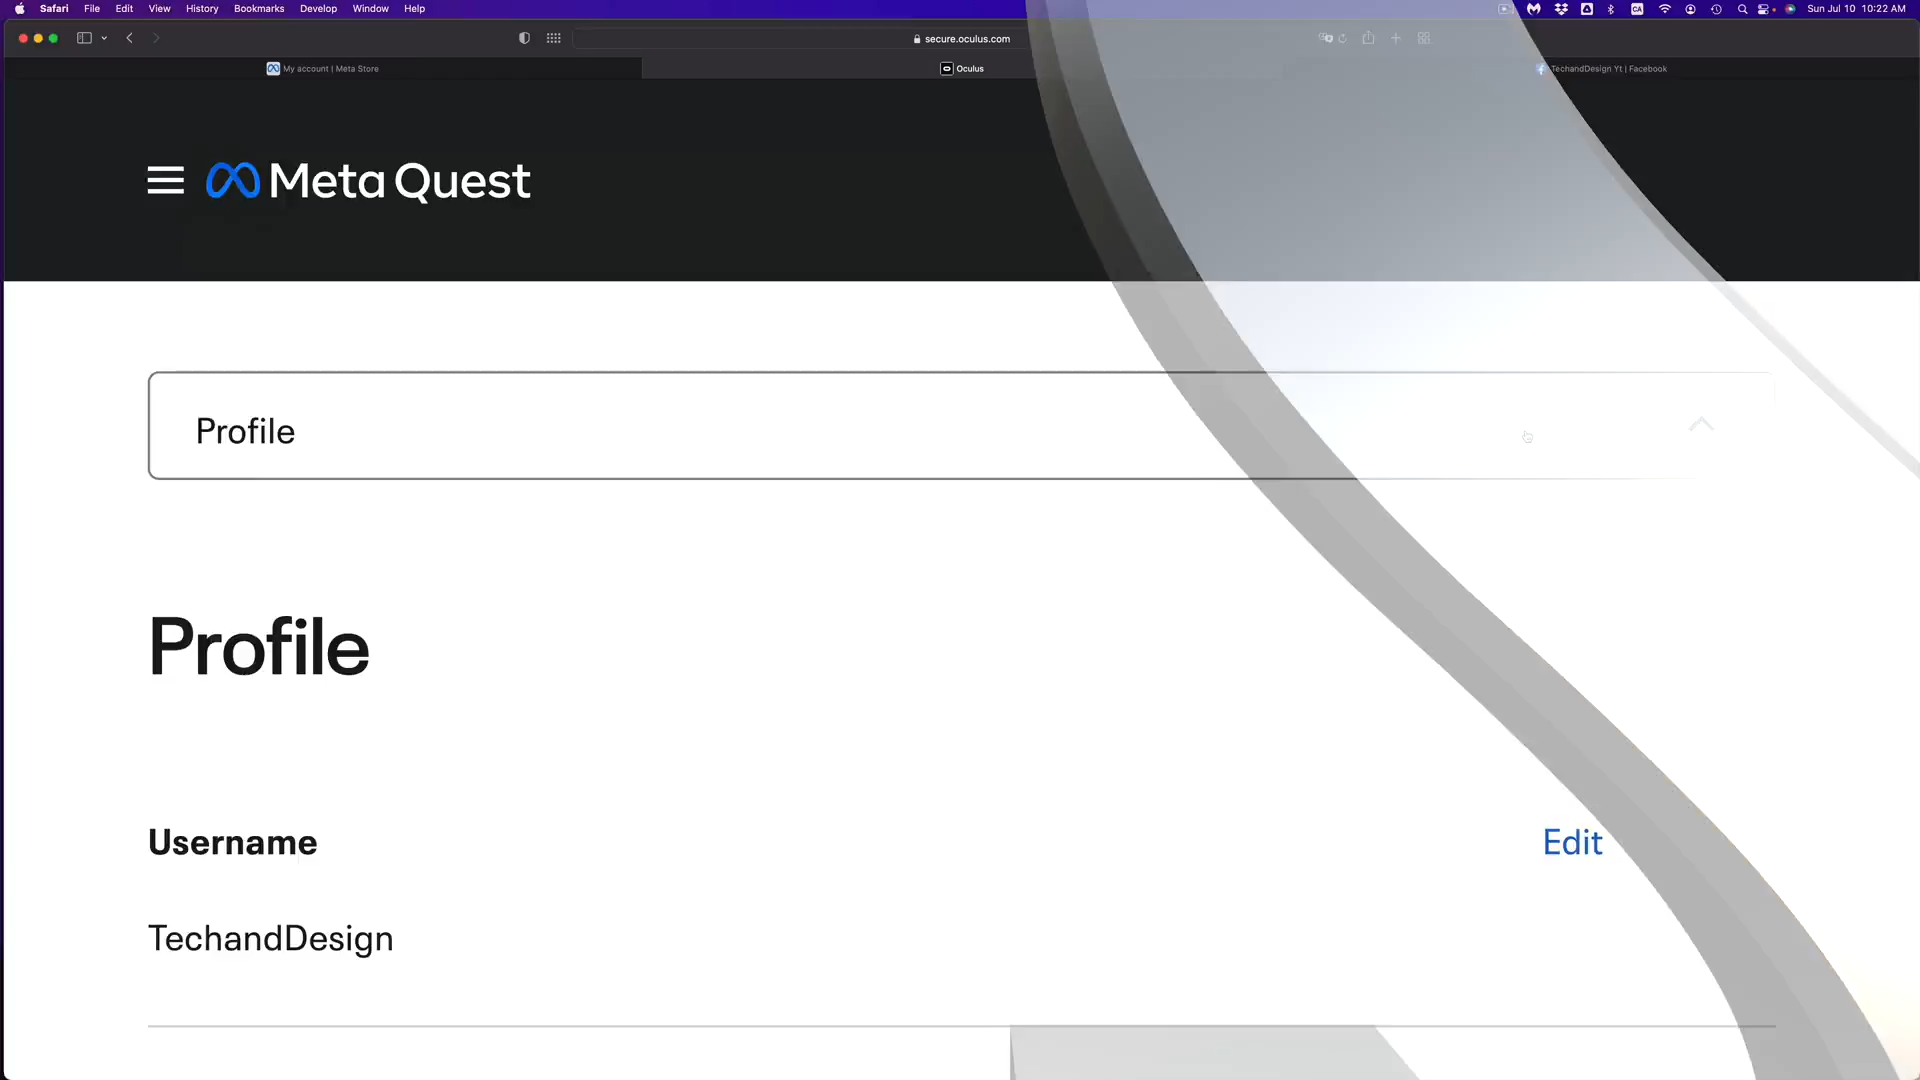 Safari File Edit View History Bookmarks Develop Window Help CA Sun Jul 10 10:22 AM
secure.oculus.com
My account | Meta Store Oculus TechandDesign Yt | Facebook
Meta Quest
Profile
Profile
Username Edit
TechandDesign